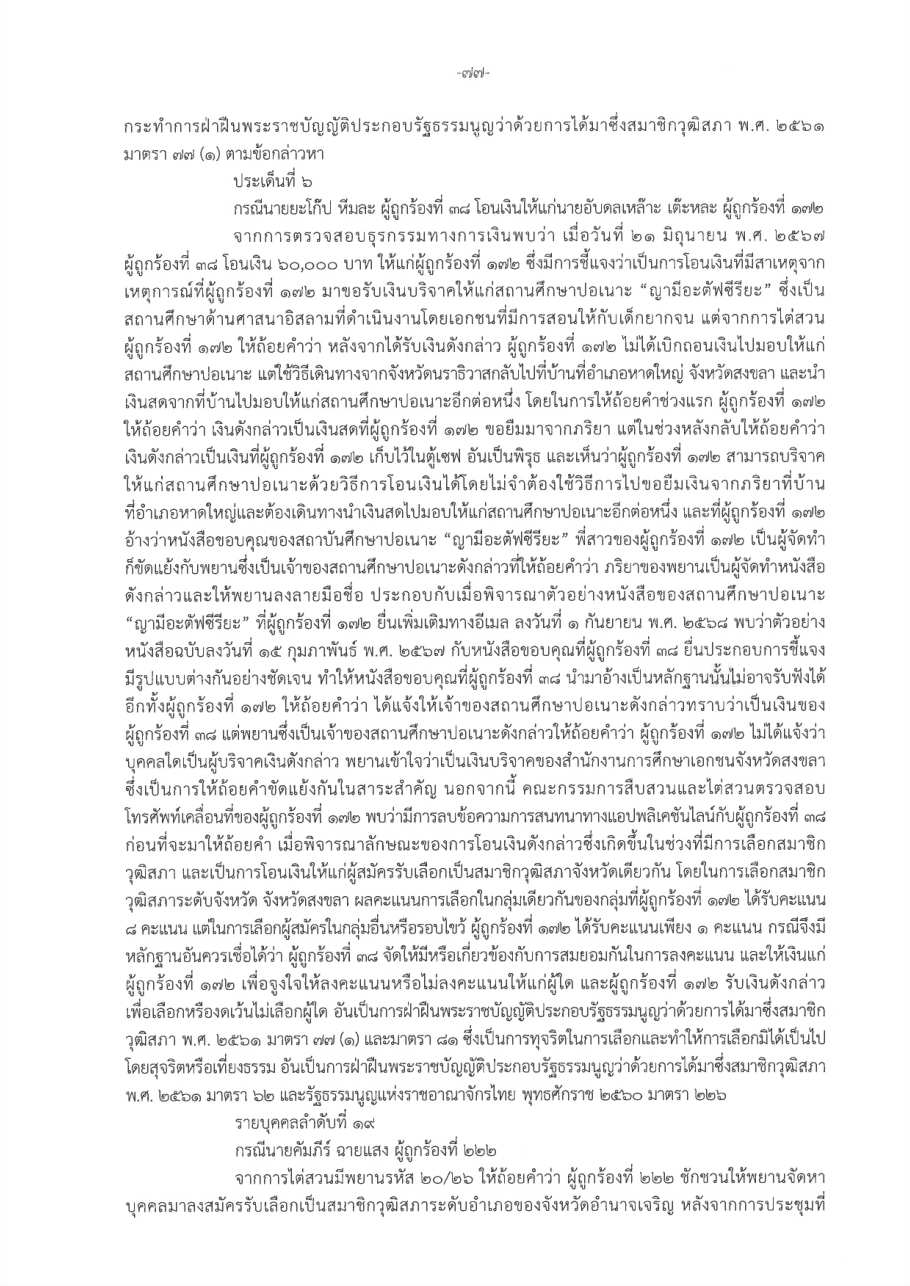 -๗๗-
กระทำการฝ่าฝืนพระราชบัญญัติประกอบรัฐธรรมนูญว่าด้วยการได้มาซึ่งสมาชิกวุฒิสภา พ.ศ. ๒๕๖๑
มาตรา ๗๗ (๑) ตามข้อกล่าวหา
ประเด็นที่ ๖
กรณีนายยะโก๊ป หีมละ ผู้ถูกร้องที่ ๓๘ โอนเงินให้แก่นายอับดลเหล๊าะ เต๊ะหละ ผู้ถูกร้องที่ ๑๗๒
จากการตรวจสอบธุรกรรมทางการเงินพบว่า เมื่อวันที่ ๒๑ มิถุนายน พ.ศ. ๒๕๖๗
ผู้ถูกร้องที่ ๓๘ โอนเงิน ๖๐,๐๐๐ บาท ให้แก่ผู้ถูกร้องที่ ๑๗๒ ซึ่งมีการชี้แจงว่าเป็นการโอนเงินที่มีสาเหตุจาก
เหตุการณ์ที่ผู้ถูกร้องที่ ๑๗๒ มาขอรับเงินบริจาคให้แก่สถานศึกษาปอเนาะ “ญามีอะตัฟซีรียะ” ซึ่งเป็น
สถานศึกษาด้านศาสนาอิสลามที่ดำเนินงานโดยเอกชนที่มีการสอนให้กับเด็กยากจน แต่จากการไต่สวน
ผู้ถูกร้องที่ ๑๗๒ ให้ถ้อยคำว่า หลังจากได้รับเงินดังกล่าว ผู้ถูกร้องที่ ๑๗๒ ไม่ได้เบิกถอนเงินไปมอบให้แก่
สถานศึกษาปอเนาะ แต่ใช้วิธีเดินทางจากจังหวัดนราธิวาสกลับไปที่บ้านที่อำเภอหาดใหญ่ จังหวัดสงขลา และนำ
เงินสดจากที่บ้านไปมอบให้แก่สถานศึกษาปอเนาะอีกต่อหนึ่ง โดยในการให้ถ้อยคำช่วงแรก ผู้ถูกร้องที่ ๑๗๒
ให้ถ้อยคำว่า เงินดังกล่าวเป็นเงินสดที่ผู้ถูกร้องที่ ๑๗๒ ขอยืมมาจากภริยา แต่ในช่วงหลังกลับให้ถ้อยคำว่า
เงินดังกล่าวเป็นเงินที่ผู้ถูกร้องที่ ๑๗๒ เก็บไว้ในตู้เซฟ อันเป็นพิรุธ และเห็นว่าผู้ถูกร้องที่ ๑๗๒ สามารถบริจาค
ให้แก่สถานศึกษาปอเนาะด้วยวิธีการโอนเงินได้โดยไม่จำต้องใช้วิธีการไปขอยืมเงินจากภริยาที่บ้าน
ที่อำเภอหาดใหญ่และต้องเดินทางนำเงินสดไปมอบให้แก่สถานศึกษาปอเนาะอีกต่อหนึ่ง และที่ผู้ถูกร้องที่ ๑๗๒
อ้างว่าหนังสือขอบคุณของสถาบันศึกษาปอเนาะ “ญามีอะตัฟซีรียะ” พี่สาวของผู้ถูกร้องที่ ๑๗๒ เป็นผู้จัดทำ
ก็ขัดแย้งกับพยานซึ่งเป็นเจ้าของสถานศึกษาปอเนาะดังกล่าวที่ให้ถ้อยคำว่า ภริยาของพยานเป็นผู้จัดทำหนังสือ
ดังกล่าวและให้พยานลงลายมือชื่อ ประกอบกับเมื่อพิจารณาตัวอย่างหนังสือของสถานศึกษาปอเนาะ
“ญามีอะตัฟซีรียะ” ที่ผู้ถูกร้องที่ ๑๗๒ ยื่นเพิ่มเติมทางอีเมล ลงวันที่ ๑ กันยายน พ.ศ. ๒๕๖๘ พบว่าตัวอย่าง
หนังสือฉบับลงวันที่ ๑๕ กุมภาพันธ์ พ.ศ. ๒๕๖๗ กับหนังสือขอบคุณที่ผู้ถูกร้องที่ ๓๘ ยื่นประกอบการชี้แจง
มีรูปแบบต่างกันอย่างชัดเจน ทำให้หนังสือขอบคุณที่ผู้ถูกร้องที่ ๓๘ นำมาอ้างเป็นหลักฐานนั้นไม่อาจรับฟังได้
อีกทั้งผู้ถูกร้องที่ ๑๗๒ ให้ถ้อยคำว่า ได้แจ้งให้เจ้าของสถานศึกษาปอเนาะดังกล่าวทราบว่าเป็นเงินของ
ผู้ถูกร้องที่ ๓๘ แต่พยานซึ่งเป็นเจ้าของสถานศึกษาปอเนาะดังกล่าวให้ถ้อยคำว่า ผู้ถูกร้องที่ ๑๗๒ ไม่ได้แจ้งว่า
บุคคลใดเป็นผู้บริจาคเงินดังกล่าว พยานเข้าใจว่าเป็นเงินบริจาคของสำนักงานการศึกษาเอกชนจังหวัดสงขลา
ซึ่งเป็นการให้ถ้อยคำขัดแย้งกันในสาระสำคัญ นอกจากนี้ คณะกรรมการสืบสวนและไต่สวนตรวจสอบ
โทรศัพท์เคลื่อนที่ของผู้ถูกร้องที่ ๑๗๒ พบว่ามีการลบข้อความการสนทนาทางแอปพลิเคชันไลน์กับผู้ถูกร้องที่ ๓๘
ก่อนที่จะมาให้ถ้อยคำ เมื่อพิจารณาลักษณะของการโอนเงินดังกล่าวซึ่งเกิดขึ้นในช่วงที่มีการเลือกสมาชิก
วุฒิสภา และเป็นการโอนเงินให้แก่ผู้สมัครรับเลือกเป็นสมาชิกวุฒิสภาจังหวัดเดียวกัน โดยในการเลือกสมาชิก
วุฒิสภาระดับจังหวัด จังหวัดสงขลา ผลคะแนนการเลือกในกลุ่มเดียวกันของกลุ่มที่ผู้ถูกร้องที่ ๑๗๒ ได้รับคะแนน
๘ คะแนน แต่ในการเลือกผู้สมัครในกลุ่มอื่นหรือรอบไขว้ ผู้ถูกร้องที่ ๑๗๒ ได้รับคะแนนเพียง ๑ คะแนน กรณีจึงมี
หลักฐานอันควรเชื่อได้ว่า ผู้ถูกร้องที่ ๓๘ จัดให้มีหรือเกี่ยวข้องกับการสมยอมกันในการลงคะแนน และให้เงินแก่
ผู้ถูกร้องที่ ๑๗๒ เพื่อจูงใจให้ลงคะแนนหรือไม่ลงคะแนนให้แก่ผู้ใด และผู้ถูกร้องที่ ๑๗๒ รับเงินดังกล่าว
เพื่อเลือกหรืองดเว้นไม่เลือกผู้ใด อันเป็นการฝ่าฝืนพระราชบัญญัติประกอบรัฐธรรมนูญว่าด้วยการได้มาซึ่งสมาชิก
วุฒิสภา พ.ศ. ๒๕๖๑ มาตรา ๗๗ (๑) และมาตรา ๘๑ ซึ่งเป็นการทุจริตในการเลือกและทำให้การเลือกมิได้เป็นไป
โดยสุจริตหรือเที่ยงธรรม อันเป็นการฝ่าฝืนพระราชบัญญัติประกอบรัฐธรรมนูญว่าด้วยการได้มาซึ่งสมาชิกวุฒิสภา
พ.ศ. ๒๕๖๑ มาตรา ๖๒ และรัฐธรรมนูญแห่งราชอาณาจักรไทย พุทธศักราช ๒๕๖๐ มาตรา ๒๒๖
รายบุคคลลำดับที่ ๑๙
กรณีนายคัมภีร์ ฉายแสง ผู้ถูกร้องที่ ๒๒๒
จากการไต่สวนมีพยานรหัส ๒๐/๒๖ ให้ถ้อยคำว่า ผู้ถูกร้องที่ ๒๒๒ ชักชวนให้พยานจัดหา
บุคคลมาลงสมัครรับเลือกเป็นสมาชิกวุฒิสภาระดับอำเภอของจังหวัดอำนาจเจริญ หลังจากการประชุมที่